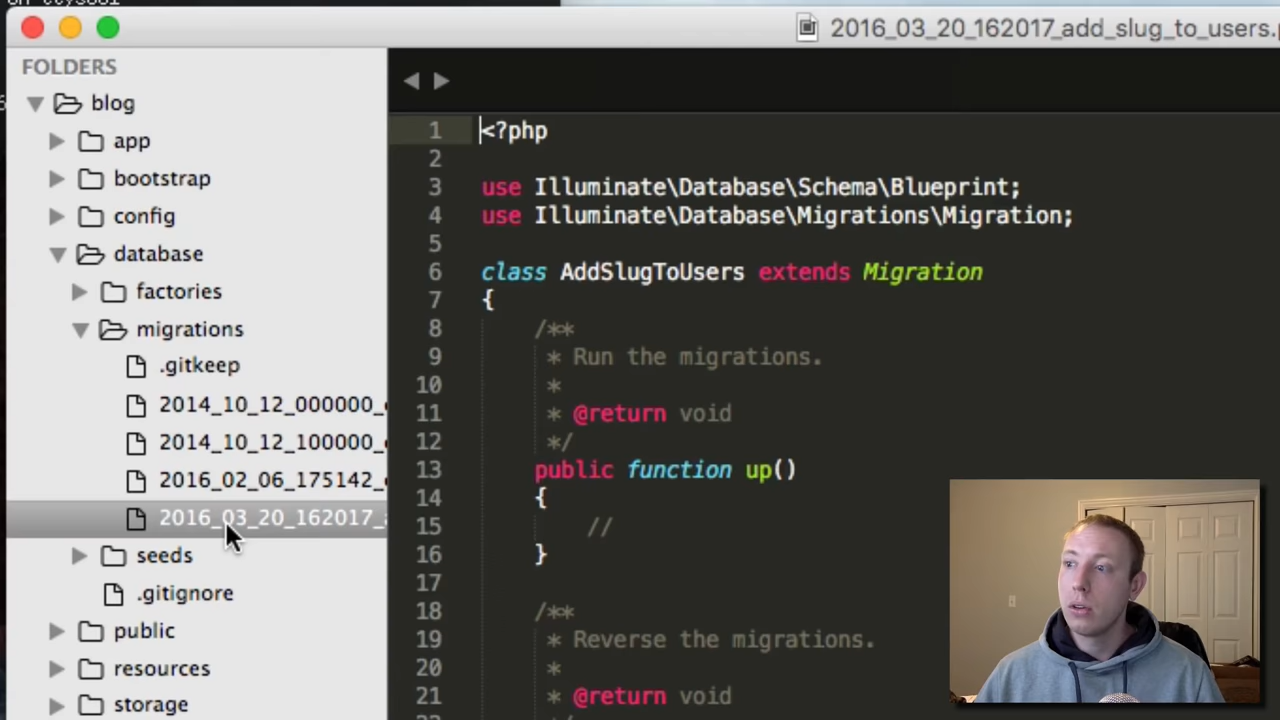 2016_03_20_162017_add_slug_to_users.
FOLDERS
blog
app
bootstrap
config
database
factories
migrations
.gitkeep
2014_10_12_000000_
2014_10_12_100000_
2016_02_06_175142_
2016_03_20_162017_
seeds
.gitignore
public
resources
storage
1 <?php
2
3 use Illuminate\Database\Schema\Blueprint;
4 use Illuminate\Database\Migrations\Migration;
5
6 class AddSlugToUsers extends Migration
7 {
8 /**
9 * Run the migrations.
10 *
11 * @return void
12 */
13 public function up()
14 {
15 //
16 }
17
18 /**
19 * Reverse the migrations.
20 *
21 * @return void